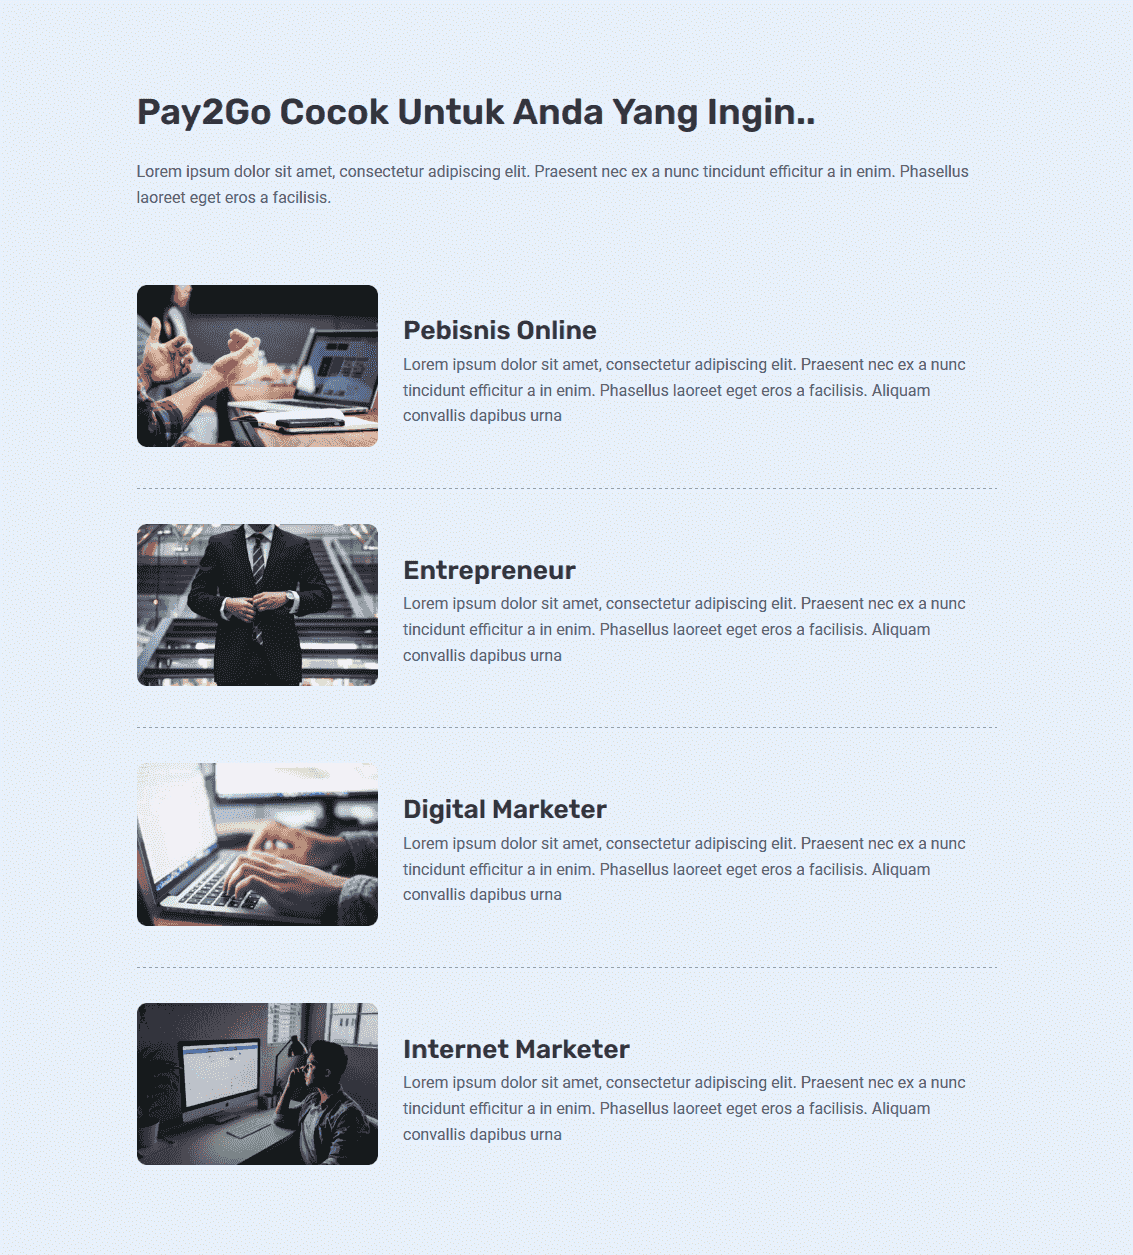 Pay2Go Cocok Untuk Anda Yang Ingin..
Lorem ipsum dolor sit amet, consectetur adipiscing elit. Praesent nec ex a nunc tincidunt efficitur a in enim. Phasellus
laoreet eget eros a facilisis.
Pebisnis Online
Lorem ipsum dolor sit amet, consectetur adipiscing elit. Praesent nec ex a nunc
tincidunt efficitur a in enim. Phasellus laoreet eget eros a facilisis. Aliquam
convallis dapibus urna
Entrepreneur
Lorem ipsum dolor sit amet, consectetur adipiscing elit. Praesent nec ex a nunc
tincidunt efficitur a in enim. Phasellus laoreet eget eros a facilisis. Aliquam
convallis dapibus urna
Digital Marketer
Lorem ipsum dolor sit amet, consectetur adipiscing elit. Praesent nec ex a nunc
tincidunt efficitur a in enim. Phasellus laoreet eget eros a facilisis. Aliquam
convallis dapibus urna
Internet Marketer
Lorem ipsum dolor sit amet, consectetur adipiscing elit. Praesent nec ex a nunc
tincidunt efficitur a in enim. Phasellus laoreet eget eros a facilisis. Aliquam
convallis dapibus urna